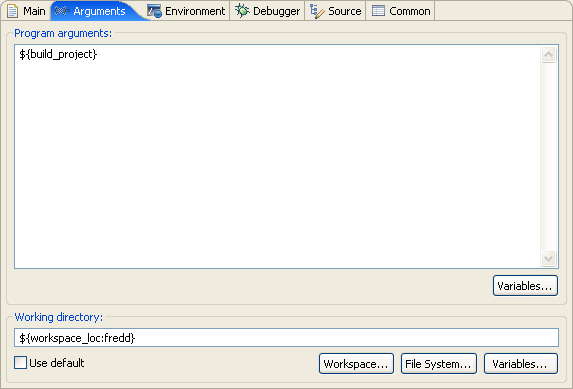 Main Arguments Environment Debugger Source Common
Program arguments:
${build_project}
Variables...
Working directory:
${workspace_loc:fredd}
Use default Workspace... File System... Variables...